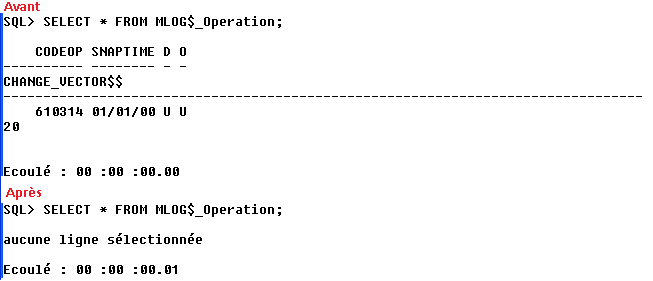 Avant
SQL> SELECT * FROM MLOG$_Operation;
CODEOP SNAPTIME D O
---------- -------- - -
CHANGE_VECTOR$$
--------------------------------------------------------------------------------
610314 01/01/00 U U
20
Ecoulé : 00 :00 :00.00
Après
SQL> SELECT * FROM MLOG$_Operation;
aucune ligne sélectionnée
Ecoulé : 00 :00 :00.01